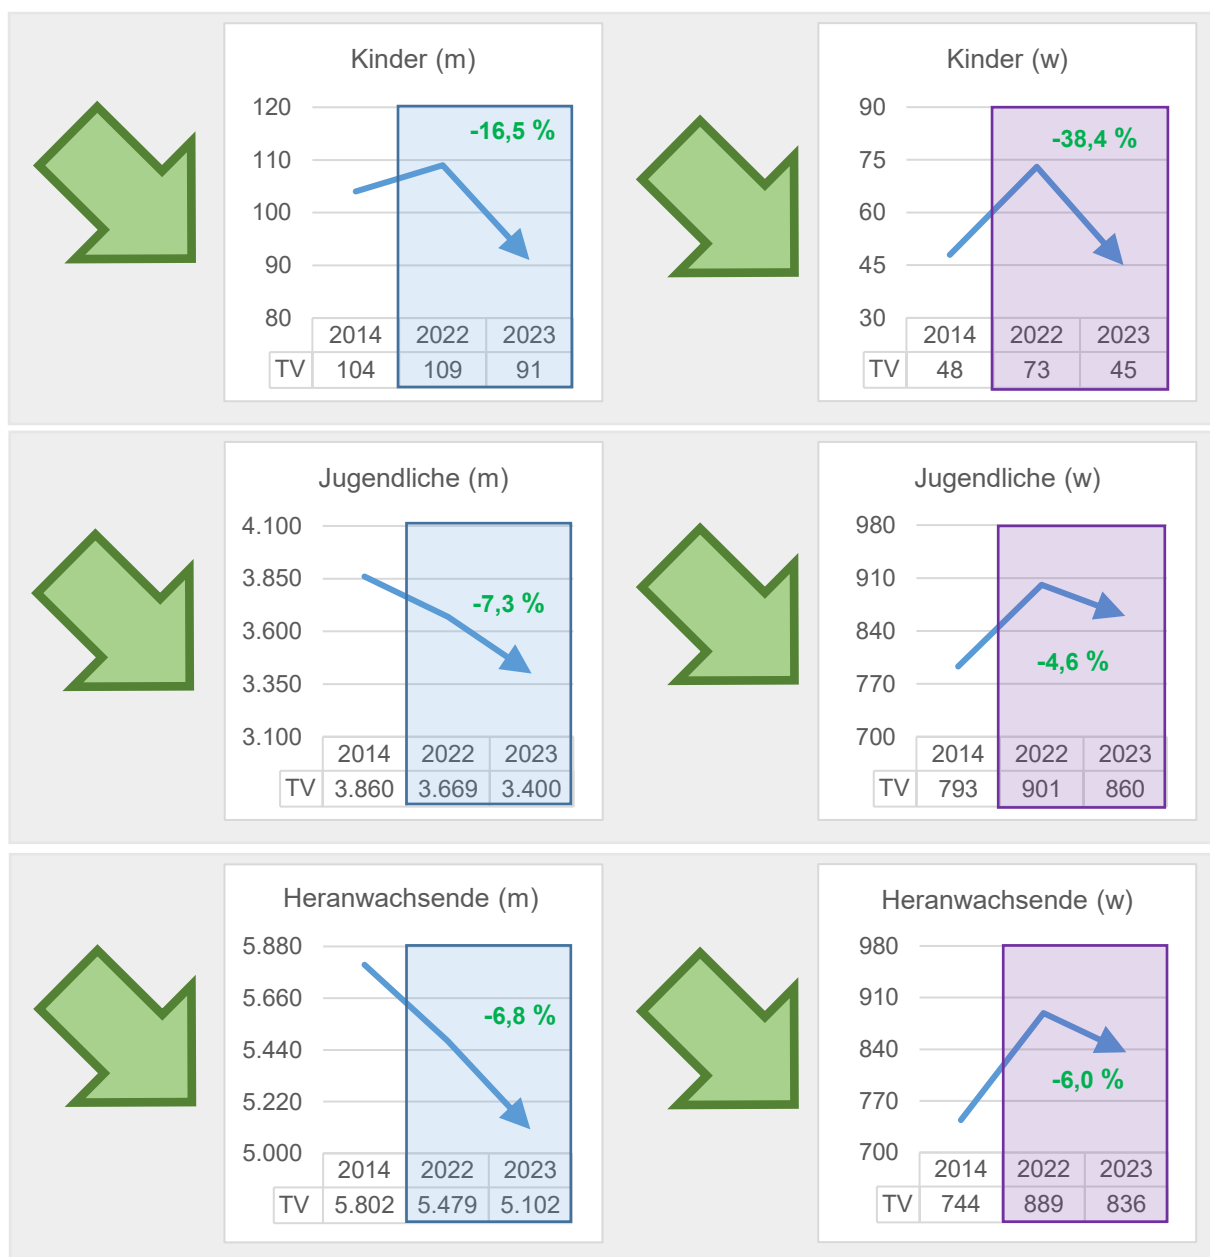 Kinder (m)
120
110
100
90
80
-16,5 %
2014 2022 2023
TV 104 109 91
Kinder (w)
90
75
60
45
30
-38,4 %
2014 2022 2023
TV 48 73 45
Jugendliche (m)
4.100
3.850
3.600
3.350
3.100
-7,3 %
2014 2022 2023
TV 3.860 3.669 3.400
Jugendliche (w)
980
910
840
770
700
-4,6 %
2014 2022 2023
TV 793 901 860
Heranwachsende (m)
5.880
5.660
5.440
5.220
5.000
-6,8 %
2014 2022 2023
TV 5.802 5.479 5.102
Heranwachsende (w)
980
910
840
770
700
-6,0 %
2014 2022 2023
TV 744 889 836